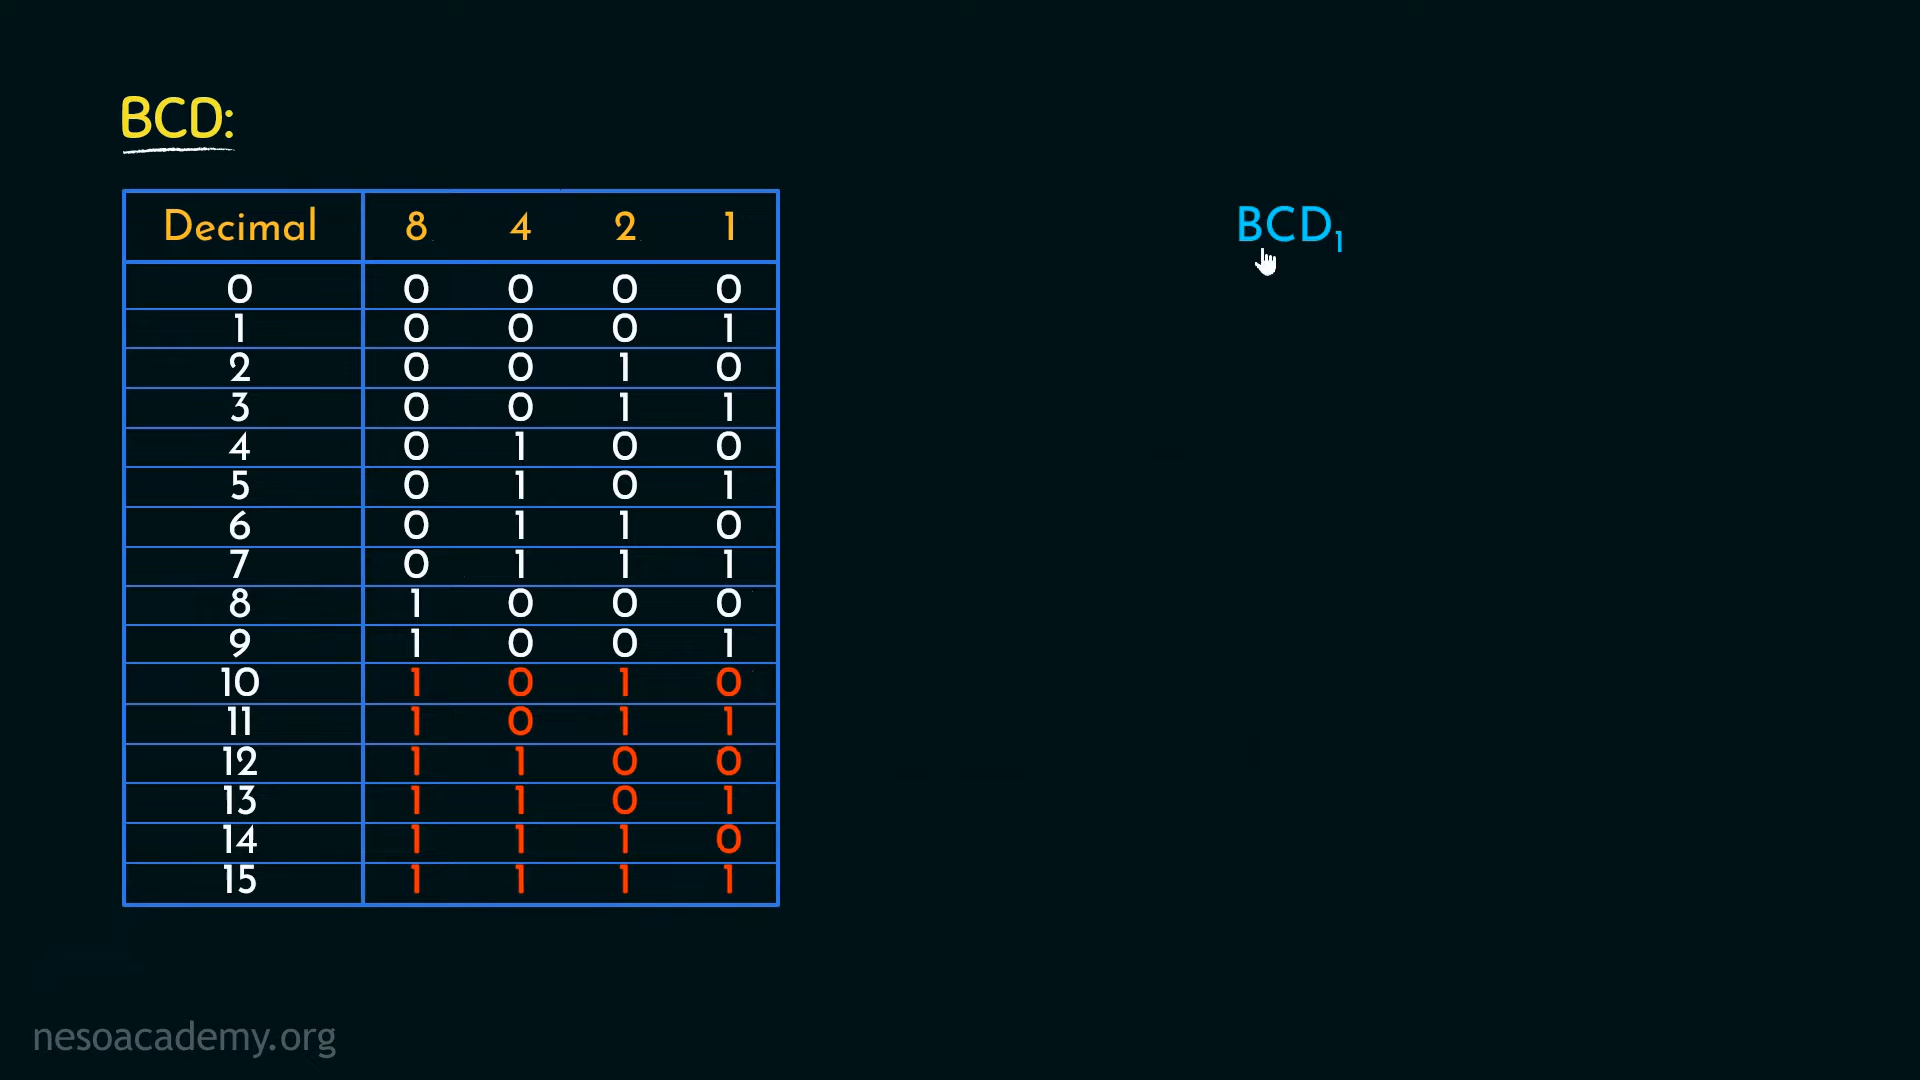 BCD:
Decimal 8 4 2 1
BCD₁
0 0 0 0 0
1 0 0 0 1
2 0 0 1 0
3 0 0 1 1
4 0 1 0 0
5 0 1 0 1
6 0 1 1 0
7 0 1 1 1
8 1 0 0 0
9 1 0 0 1
10 1 0 1 0
11 1 0 1 1
12 1 1 0 0
13 1 1 0 1
14 1 1 1 0
15 1 1 1 1
nesoacademy.org